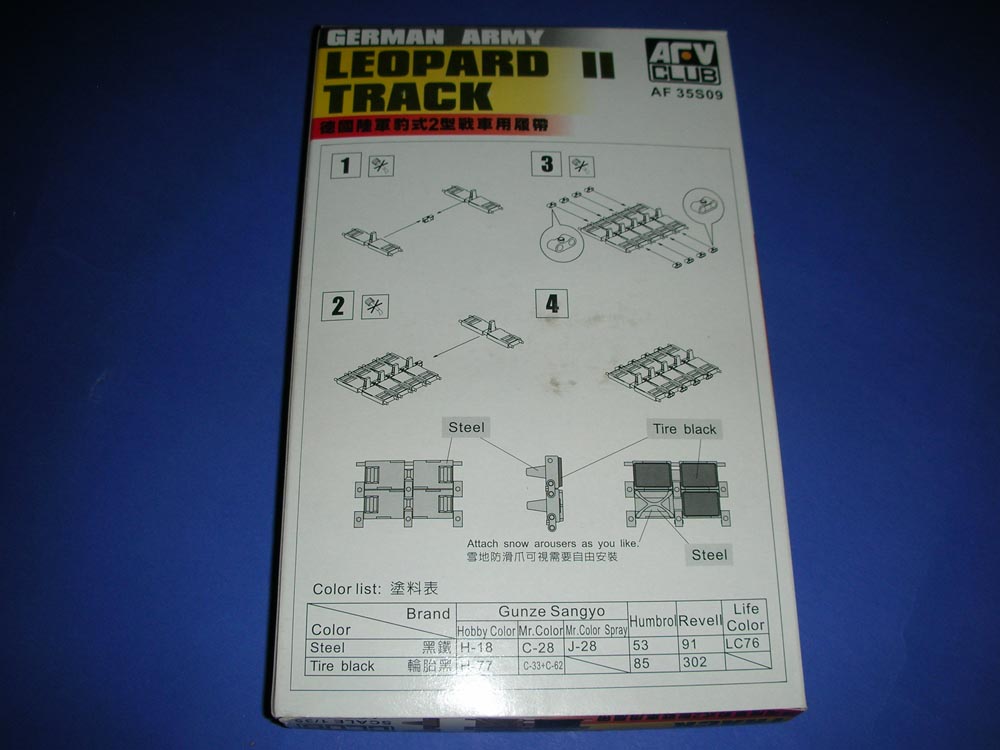 GERMAN ARMY
LEOPARD II
TRACK
德國陸軍豹式2型戰車用履帶
AFV
CLUB
AF 35S09
1
3
2
4
Steel
Tire black
Attach snow arousers as you like.
雪地防滑爪可視需要自由安裝
Steel
Color list: 塗料表
Brand
Color
Gunze Sangyo
Humbrol
Revell
Life Color
Hobby Color Mr.Color Mr.Color Spray
Steel 黑鐵 H-18 C-28 J-28 53 91 LC76
Tire black 輪胎黑 H-77 C-33+C-62 85 302
CLUB
SCALE 1/35